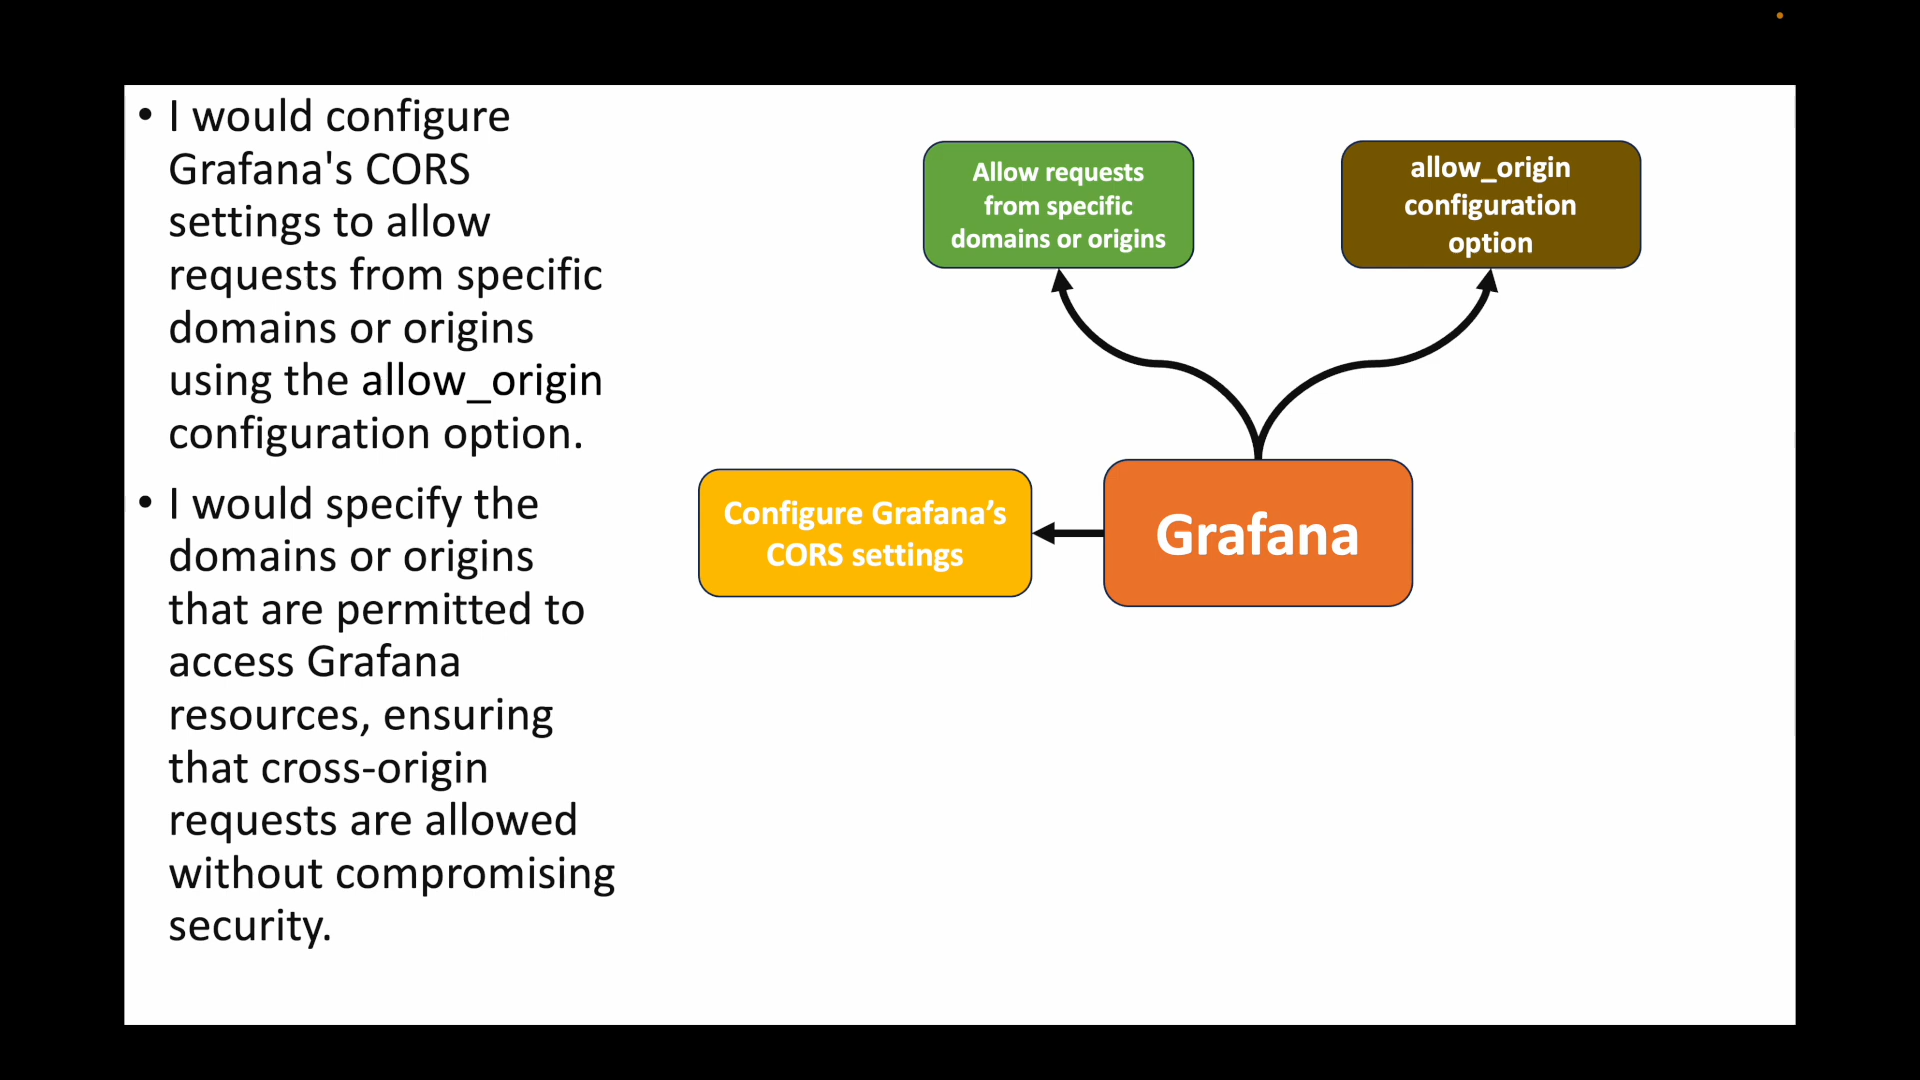 • I would configure
Grafana's CORS
settings to allow
requests from specific
domains or origins
using the allow_origin
configuration option.
• I would specify the
domains or origins
that are permitted to
access Grafana
resources, ensuring
that cross-origin
requests are allowed
without compromising
security.
Allow requests
from specific
domains or origins
allow_origin
configuration
option
Configure Grafana’s
CORS settings
Grafana